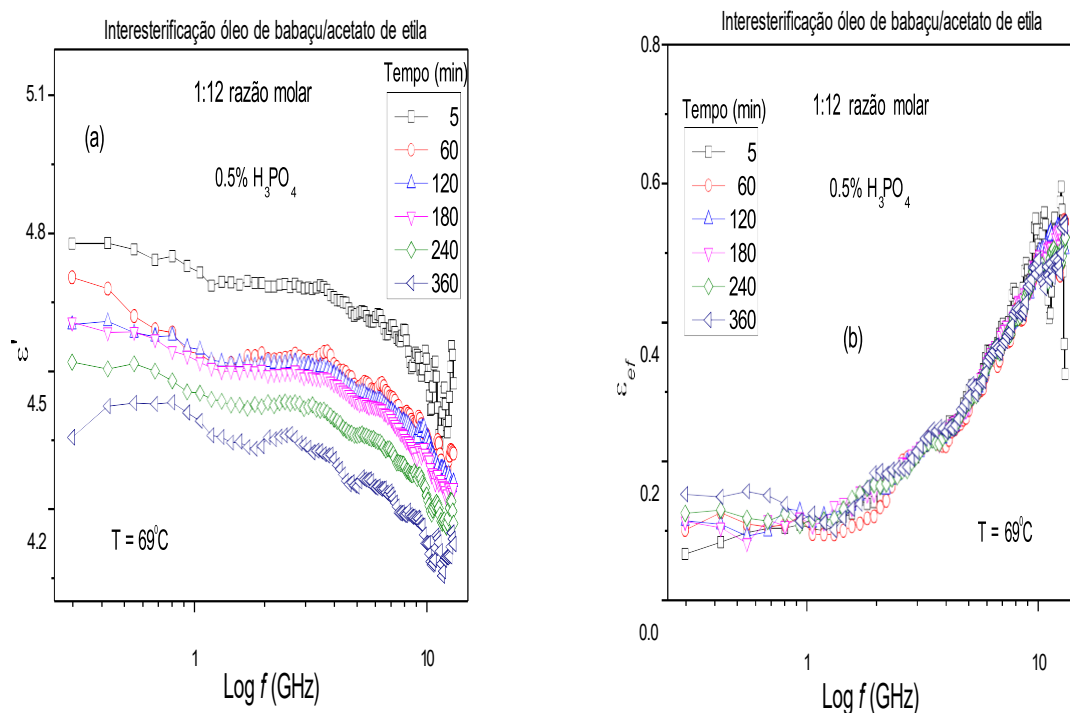 Interesterificação óleo de babaçu/acetato de etila
5.1
4.8
4.5
4.2
ε'
(a)
1:12 razão molar
0.5% H₃PO₄
Tempo (min)
5
60
120
180
240
360
T = 69⁰C
1
10
Log f (GHz)
Interesterificação óleo de babaçu/acetato de etila
0.8
0.6
0.4
0.2
0.0
ε_ef
Tempo (min)
5
60
120
180
240
360
1:12 razão molar
0.5% H₃PO₄
(b)
T = 69⁰C
1
10
Log f (GHz)